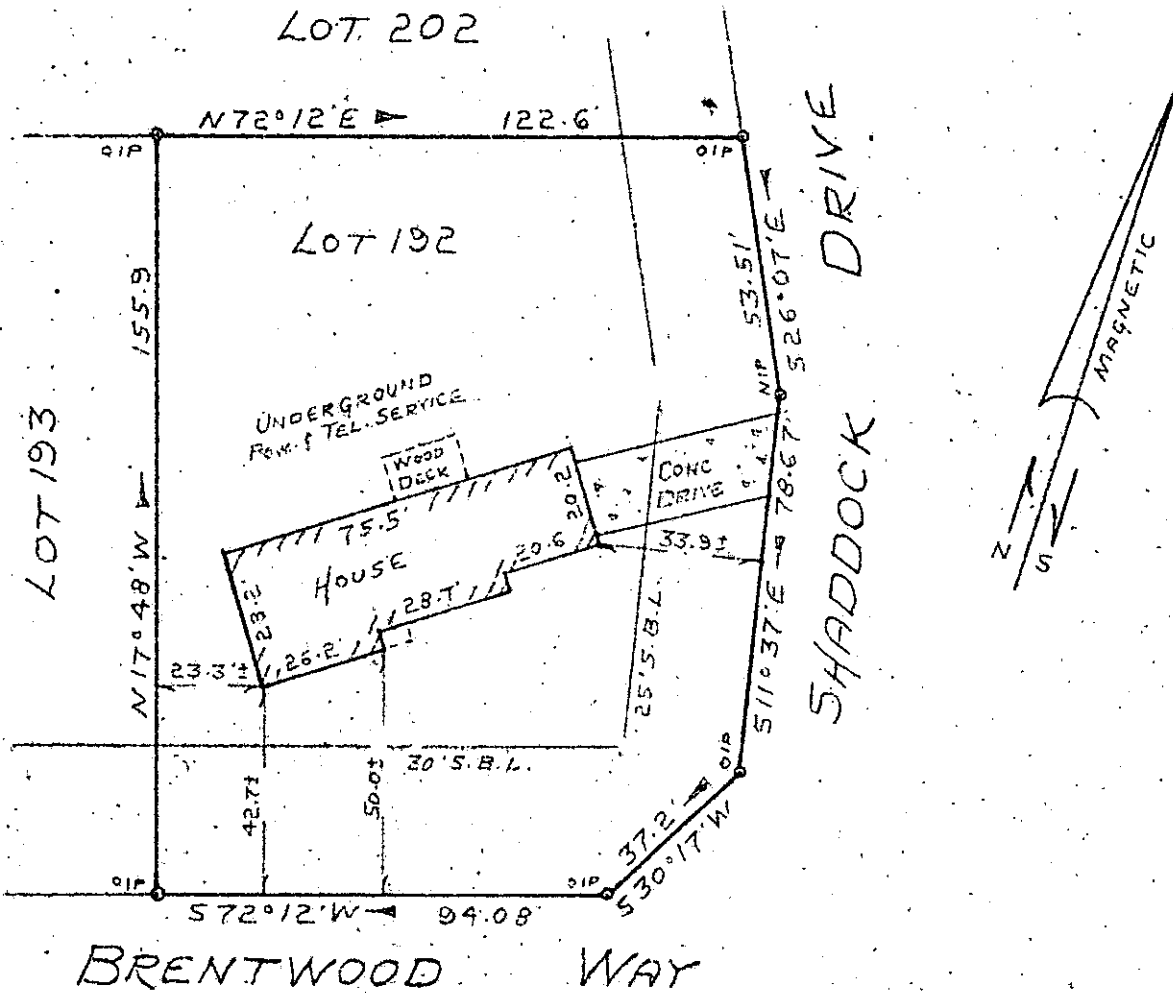 LOT. 202
N72°12'E 122.6'
OIP
OIP
LOT 192
SHADDOCK DRIVE
53.51'
S26°07'E
NIP
MAGNETIC
N S
155.9
N17°48'W
LOT 193
UNDERGROUND
POW. & TEL. SERVICE
WOOD
DECK
CONC
DRIVE
75.5'
20.2
HOUSE
20.6
33.9±
78.67'
S11°37'E
23.2'
28.7'
26.2'
23.3'±
25'S.B.L.
30'S.B.L.
42.7±
50.0±
OIP
37.2'
S30°17'W
OIP
OIP
S72°12'W 94.08'
BRENTWOOD WAY